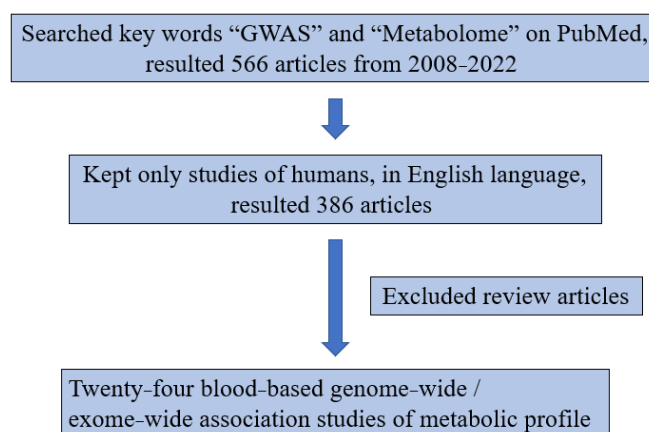 Searched key words “GWAS” and “Metabolome” on PubMed,
resulted 566 articles from 2008-2022
Kept only studies of humans, in English language,
resulted 386 articles
Excluded review articles
Twenty-four blood-based genome-wide /
exome-wide association studies of metabolic profile